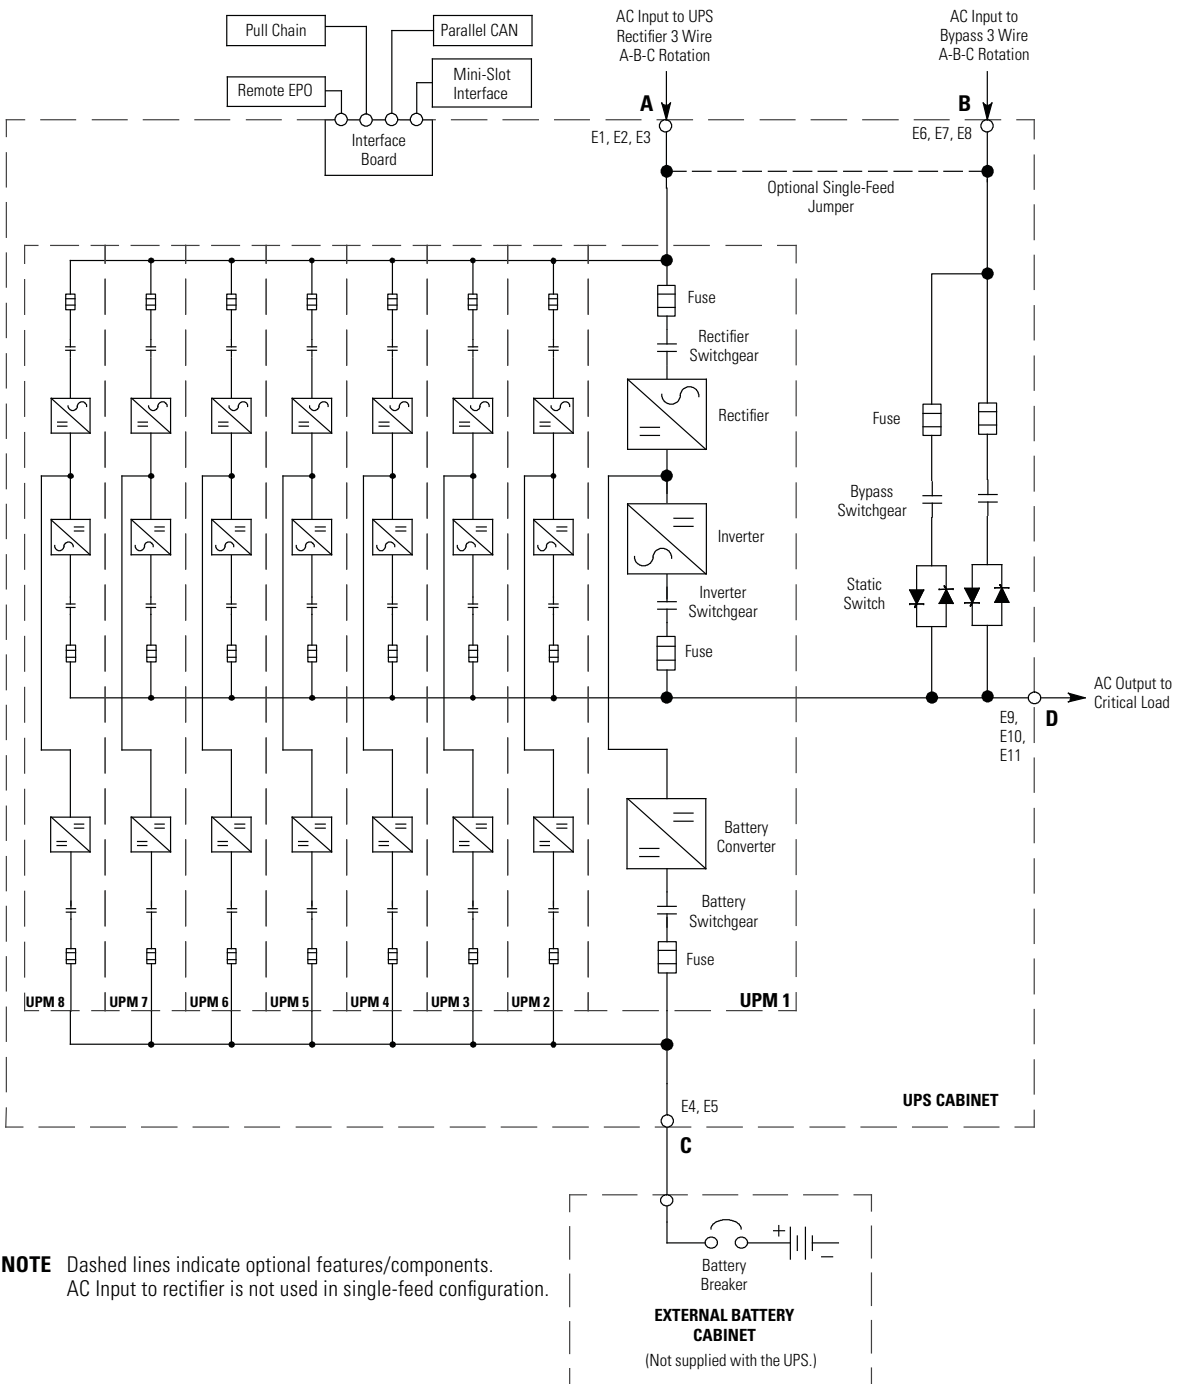 Pull Chain
Parallel CAN
Remote EPO
Mini-Slot
Interface
Interface
Board
AC Input to UPS
Rectifier 3 Wire
A-B-C Rotation
AC Input to
Bypass 3 Wire
A-B-C Rotation
A
B
E1, E2, E3
E6, E7, E8
Optional Single-Feed
Jumper
Fuse
Rectifier
Switchgear
Rectifier
Inverter
Inverter
Switchgear
Fuse
Fuse
Bypass
Switchgear
Static
Switch
AC Output to
Critical Load
D
E9,
E10,
E11
Battery
Converter
Battery
Switchgear
Fuse
UPM 8
UPM 7
UPM 6
UPM 5
UPM 4
UPM 3
UPM 2
UPM 1
UPS CABINET
E4, E5
C
+
–
Battery
Breaker
EXTERNAL BATTERY
CABINET
(Not supplied with the UPS.)
NOTE Dashed lines indicate optional features/components.
AC Input to rectifier is not used in single-feed configuration.